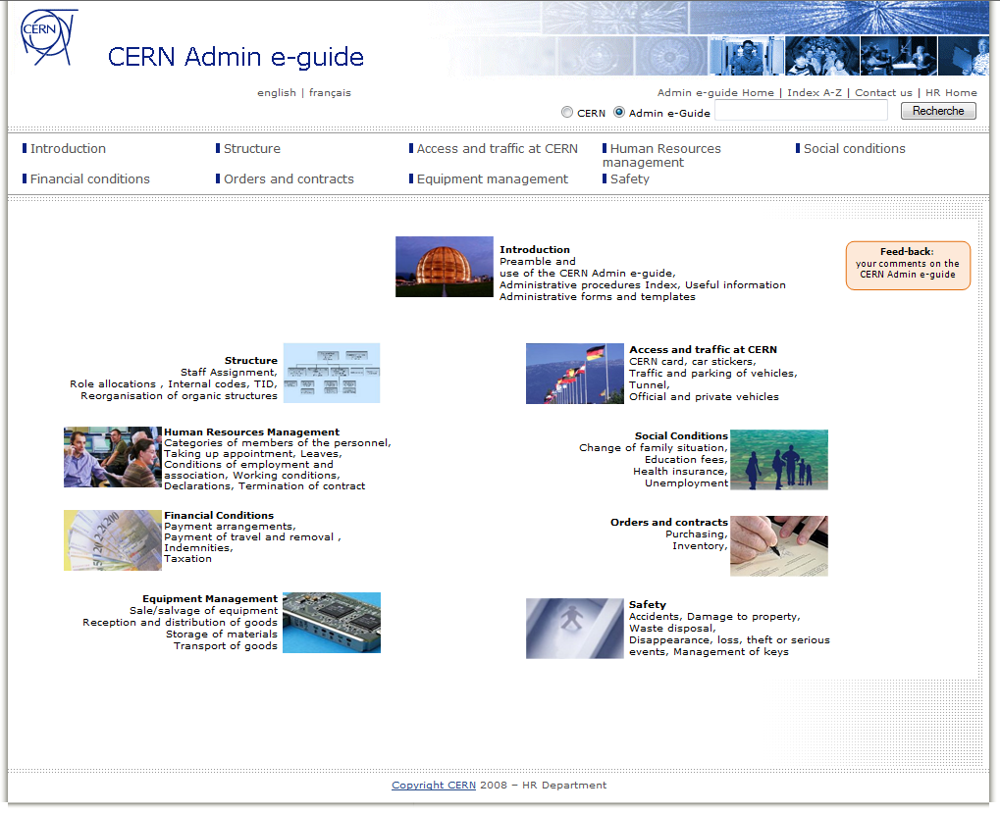 CERN
CERN Admin e-guide
english | français
Admin e-guide Home | Index A-Z | Contact us | HR Home
CERN Admin e-Guide Recherche
Introduction
Structure
Access and traffic at CERN
Human Resources
management
Social conditions
Financial conditions
Orders and contracts
Equipment management
Safety
Introduction
Preamble and
use of the CERN Admin e-guide,
Administrative procedures Index, Useful information
Administrative forms and templates
Feed-back:
your comments on the
CERN Admin e-guide
Structure
Staff Assignment,
Role allocations , Internal codes, TID,
Reorganisation of organic structures
Access and traffic at CERN
CERN card, car stickers,
Traffic and parking of vehicles,
Tunnel,
Official and private vehicles
Human Resources Management
Categories of members of the personnel,
Taking up appointment, Leaves,
Conditions of employment and
association, Working conditions,
Declarations, Termination of contract
Social Conditions
Change of family situation,
Education fees,
Health insurance,
Unemployment
Financial Conditions
Payment arrangements,
Payment of travel and removal ,
Indemnities,
Taxation
Orders and contracts
Purchasing,
Inventory,
Equipment Management
Sale/salvage of equipment
Reception and distribution of goods
Storage of materials
Transport of goods
Safety
Accidents, Damage to property,
Waste disposal,
Disappearance, loss, theft or serious
events, Management of keys
Copyright CERN 2008 – HR Department